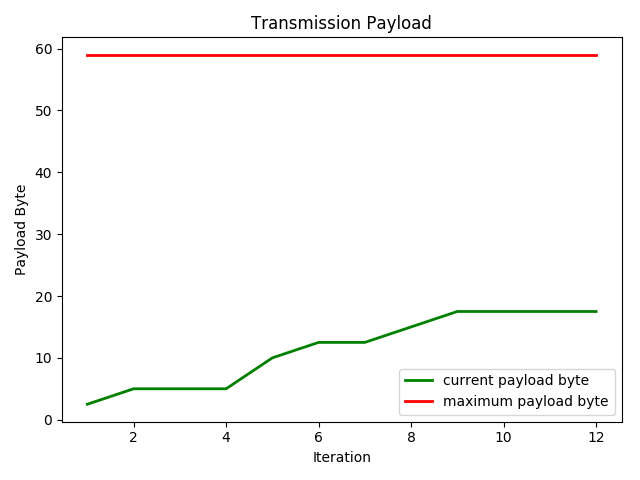 Transmission Payload
Payload Byte
60
50
40
30
20
10
0
2 4 6 8 10 12
Iteration
current payload byte
maximum payload byte